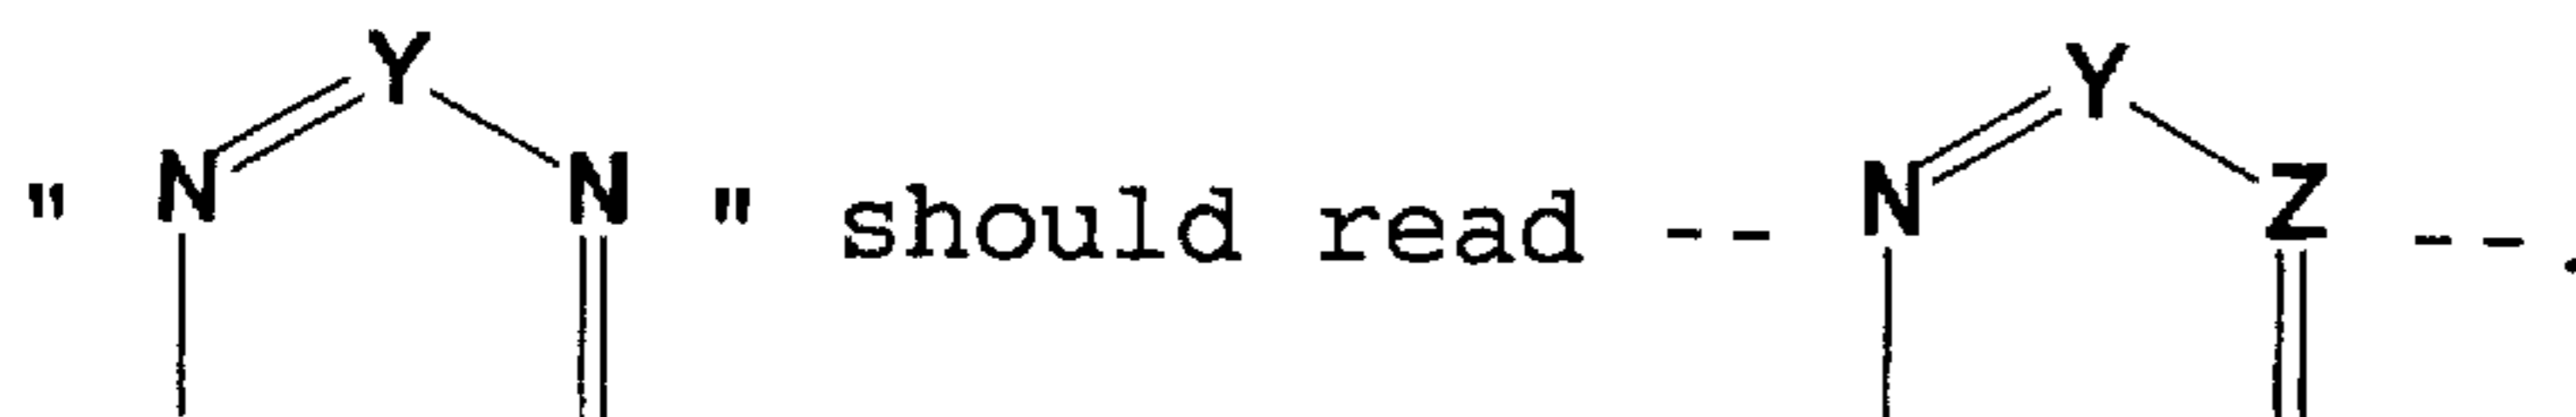 Y Y
" N N " should read -- N Z --.